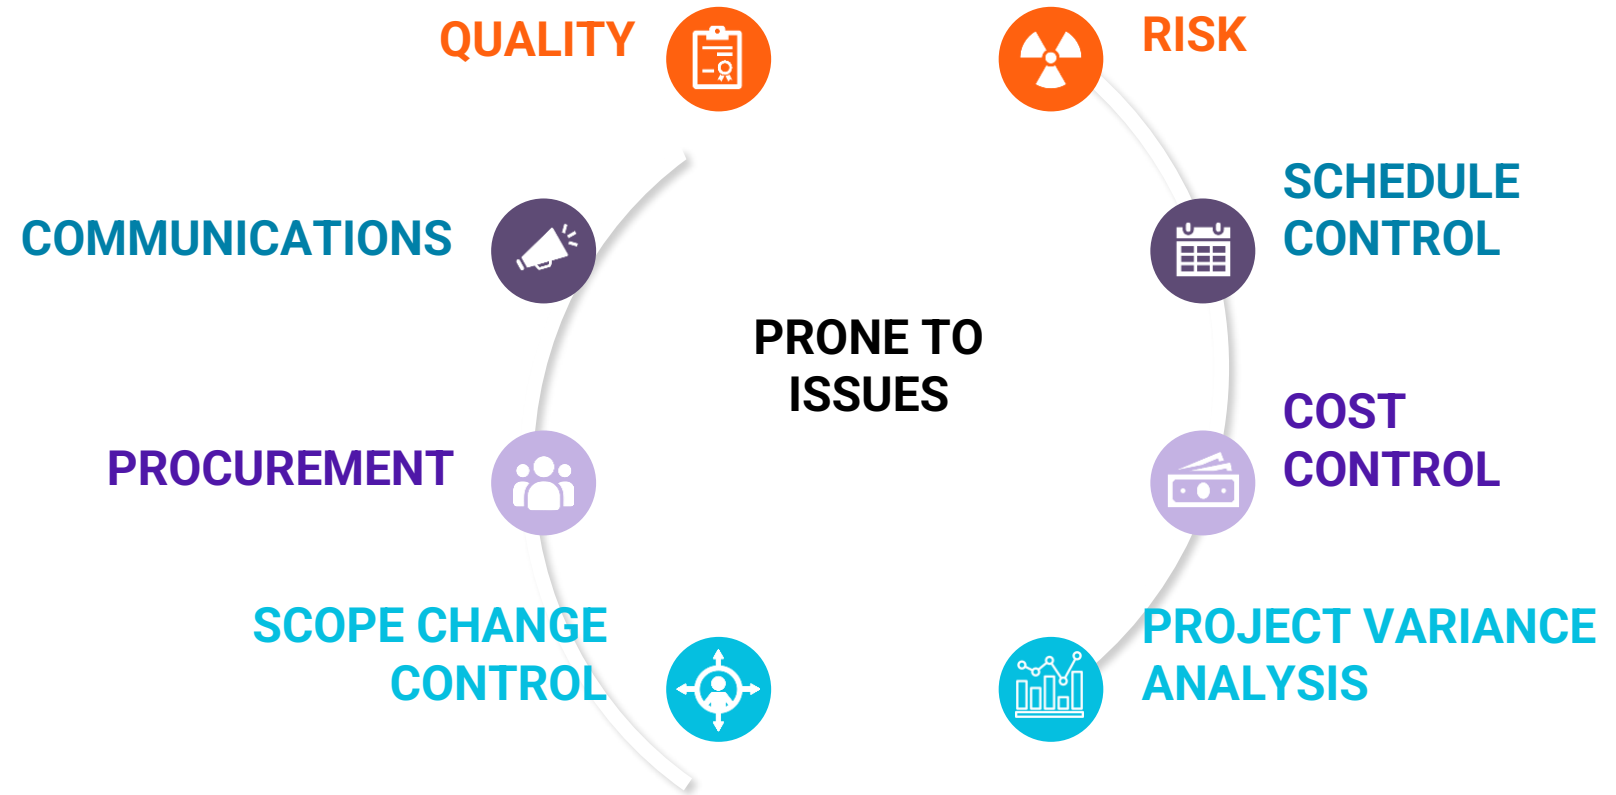 QUALITY
RISK
COMMUNICATIONS
SCHEDULE
CONTROL
PRONE TO
ISSUES
PROCUREMENT
COST
CONTROL
SCOPE CHANGE
CONTROL
PROJECT VARIANCE
ANALYSIS